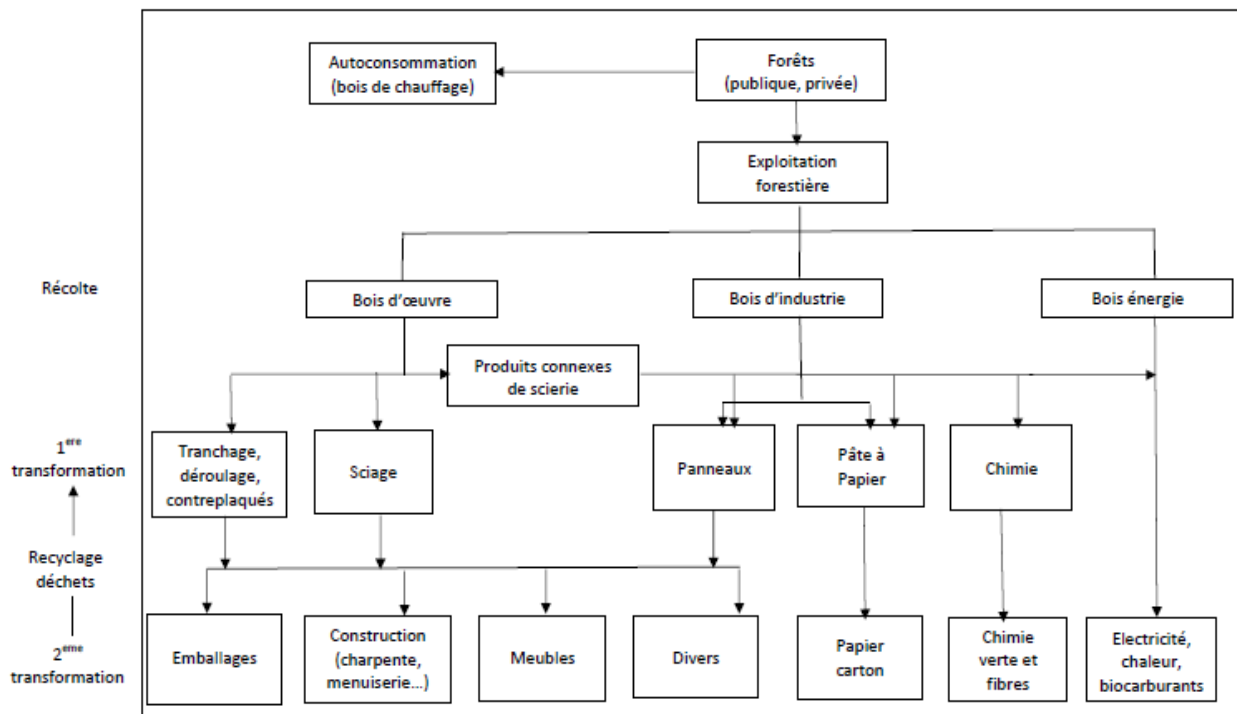 Autoconsommation
(bois de chauffage)
Forêts
(publique, privée)
Exploitation
forestière
Récolte
Bois d'œuvre
Bois d'industrie
Bois énergie
Produits connexes
de scierie
1ere
transformation
Tranchage,
déroulage,
contreplaqués
Sciage
Panneaux
Pâte à
Papier
Chimie
Recyclage
déchets
2eme
transformation
Emballages
Construction
(charpente,
menuiserie...)
Meubles
Divers
Papier
carton
Chimie
verte et
fibres
Electricité,
chaleur,
biocarburants